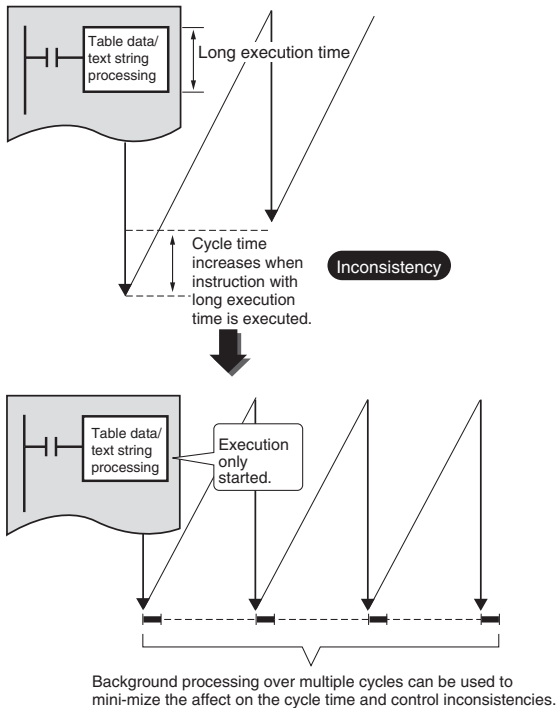 Table data/
text string
processing
Long execution time
Cycle time
increases when
instruction with
long execution
time is executed.
Inconsistency
Table data/
text string
processing
Execution
only
started.
Background processing over multiple cycles can be used to
mini-mize the affect on the cycle time and control inconsistencies.